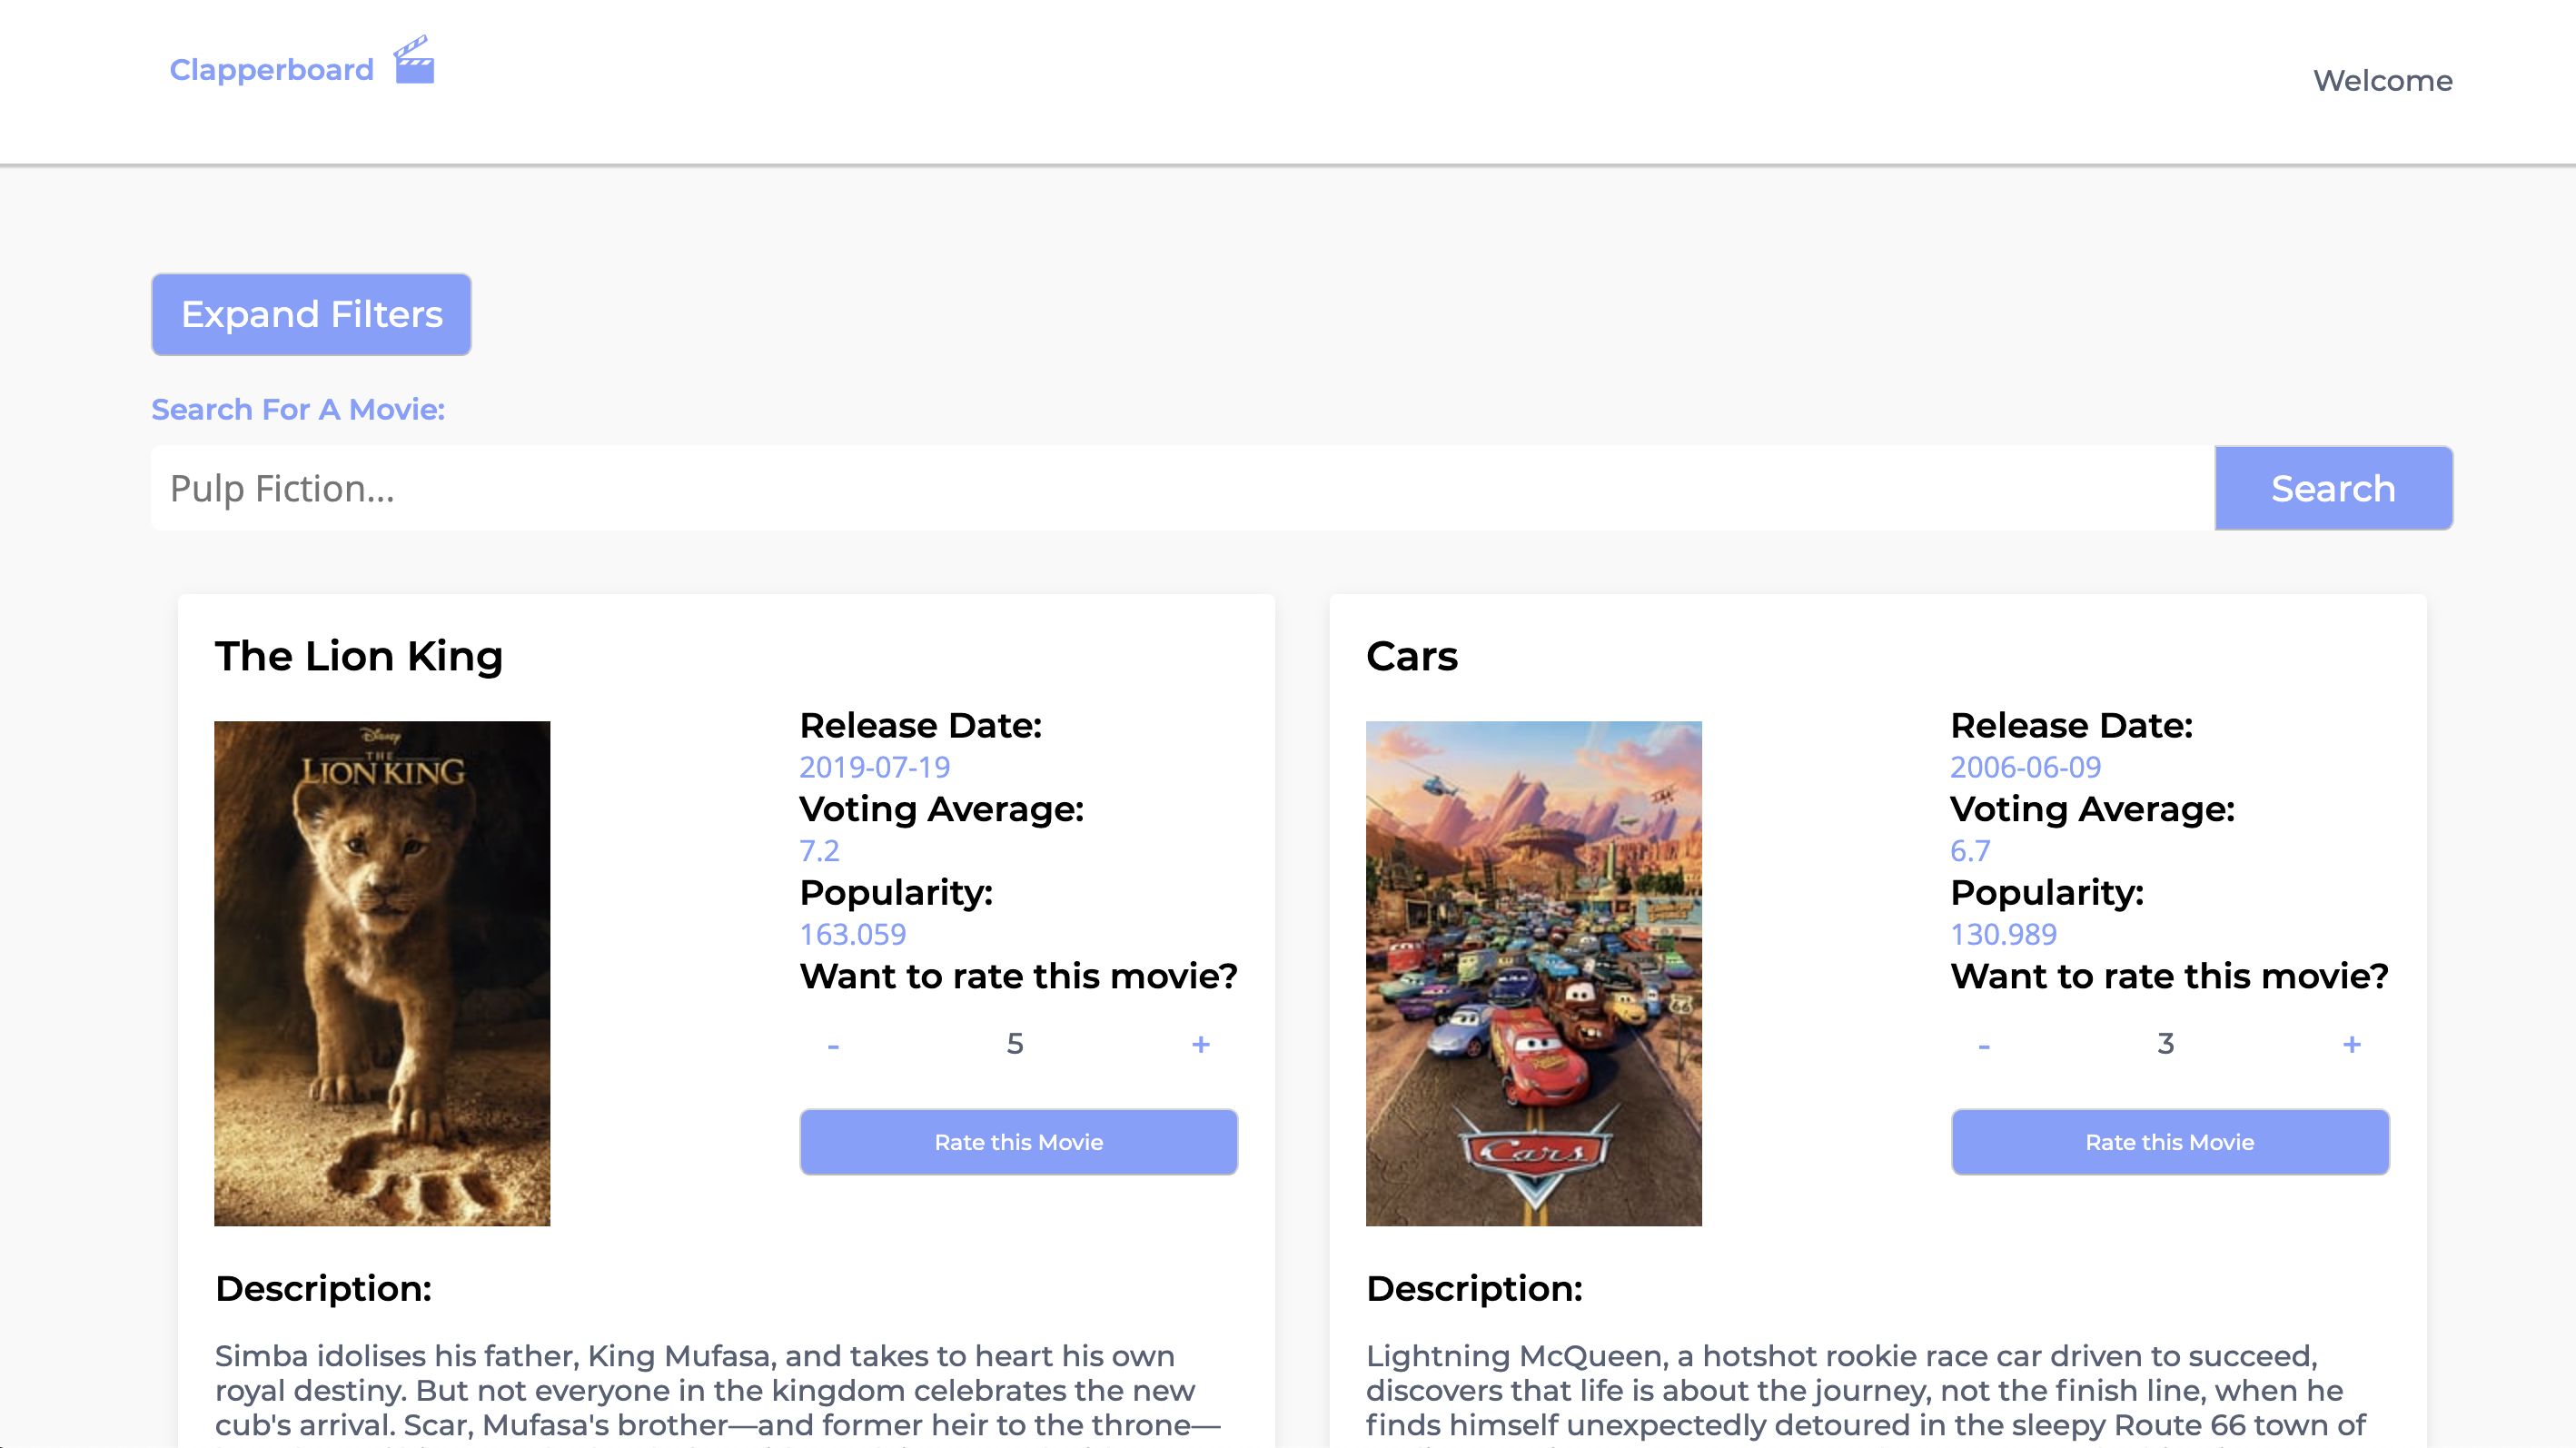 Clapperboard
Welcome
Expand Filters
Search For A Movie:
Pulp Fiction...
Search
The Lion King
Disney
THE
LION KING
Release Date:
2019-07-19
Voting Average:
7.2
Popularity:
163.059
Want to rate this movie?
- 5 +
Rate this Movie
Description:
Simba idolises his father, King Mufasa, and takes to heart his own
royal destiny. But not everyone in the kingdom celebrates the new
cub's arrival. Scar, Mufasa's brother—and former heir to the throne—
Cars
66
Cars
Release Date:
2006-06-09
Voting Average:
6.7
Popularity:
130.989
Want to rate this movie?
- 3 +
Rate this Movie
Description:
Lightning McQueen, a hotshot rookie race car driven to succeed,
discovers that life is about the journey, not the finish line, when he
finds himself unexpectedly detoured in the sleepy Route 66 town of